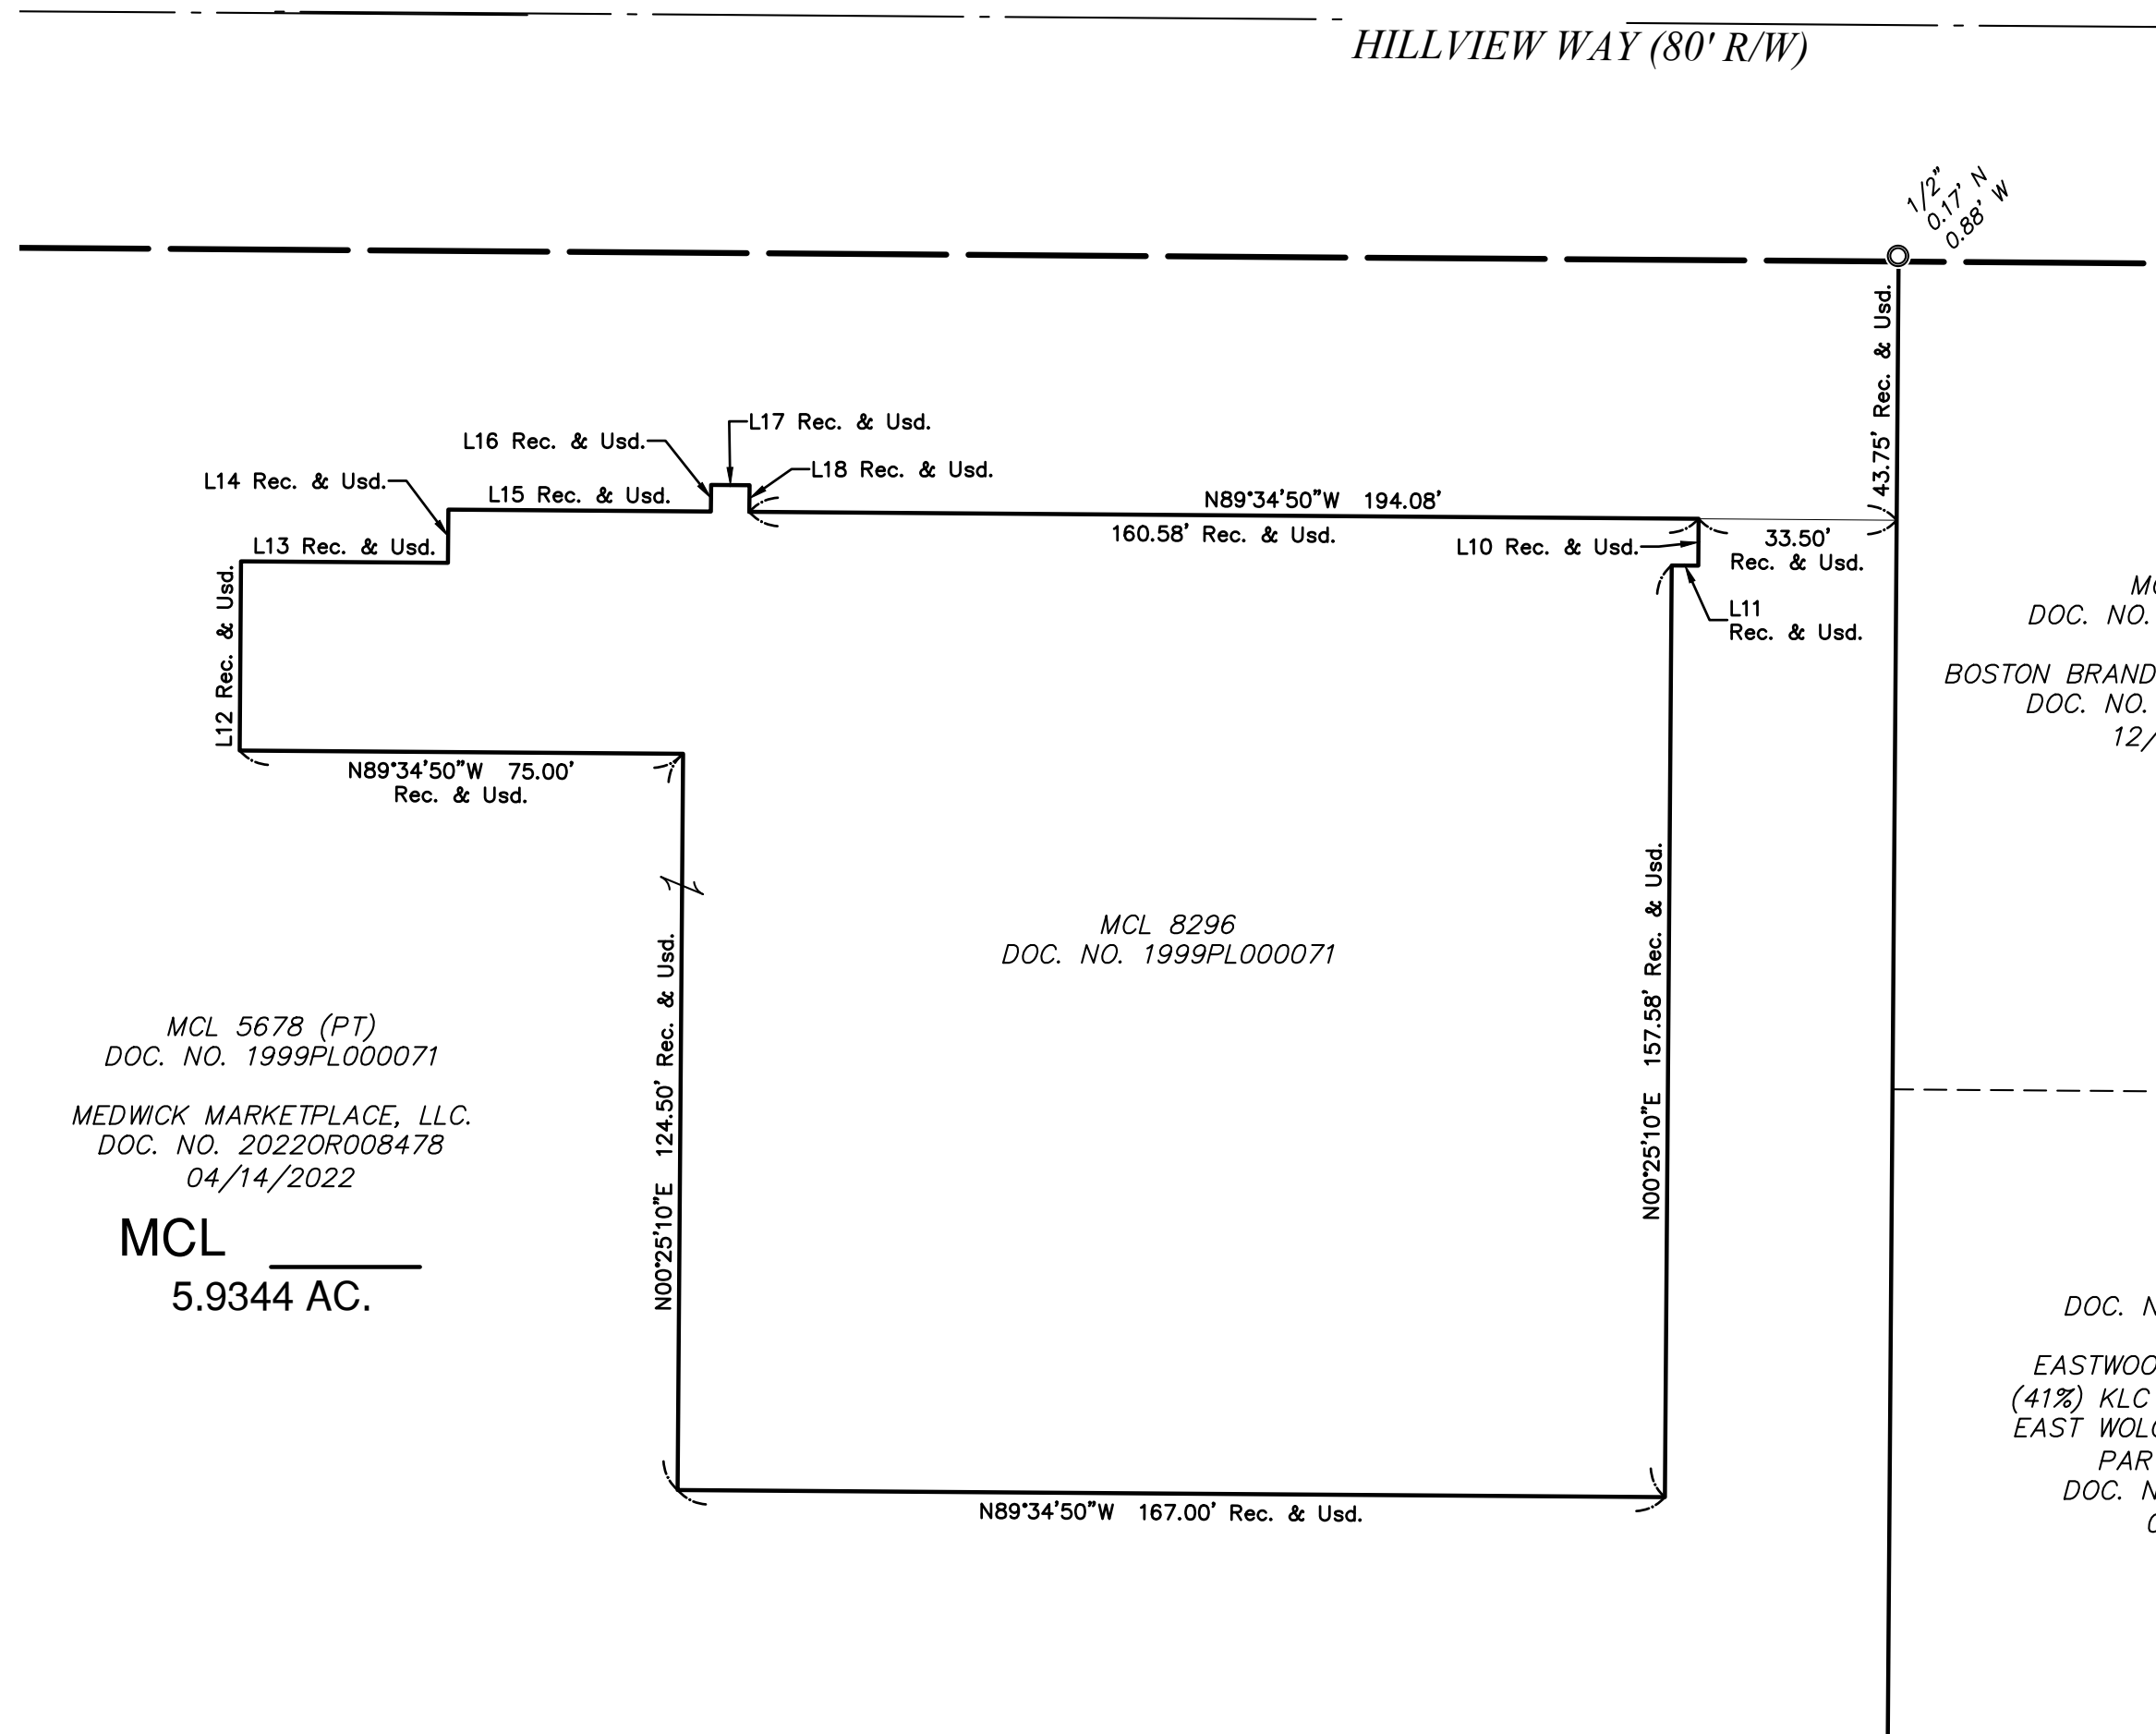 HILLVIEW WAY (80' R/W)
1/2"
0.17' N
0.88' W
43.75' Rec. & Usd.
L17 Rec. & Usd.
L16 Rec. & Usd.
L18 Rec. & Usd.
L14 Rec. & Usd.
L15 Rec. & Usd.
N89°34'50"W 194.08'
160.58' Rec. & Usd.
L13 Rec. & Usd.
L10 Rec. & Usd.
33.50'
Rec. & Usd.
L11
Rec. & Usd.
L12 Rec. & Usd.
N89°34'50"W 75.00'
Rec. & Usd.
DOC. NO.
BOSTON BRAND
DOC. NO.
12/
N00°25'10"E 124.50' Rec. & Usd.
MCL 8296
DOC. NO. 1999PL000071
N00°25'10"E 157.58' Rec. & Usd.
MCL 5678 (PT)
DOC. NO. 1999PL000071
MEDWICK MARKETPLACE, LLC.
DOC. NO. 2022OR008478
04/14/2022
MCL
5.9344 AC.
N89°34'50"W 167.00' Rec. & Usd.
DOC. N
EASTWOO
(41%) KLC
EAST WOL
PAR
DOC. N